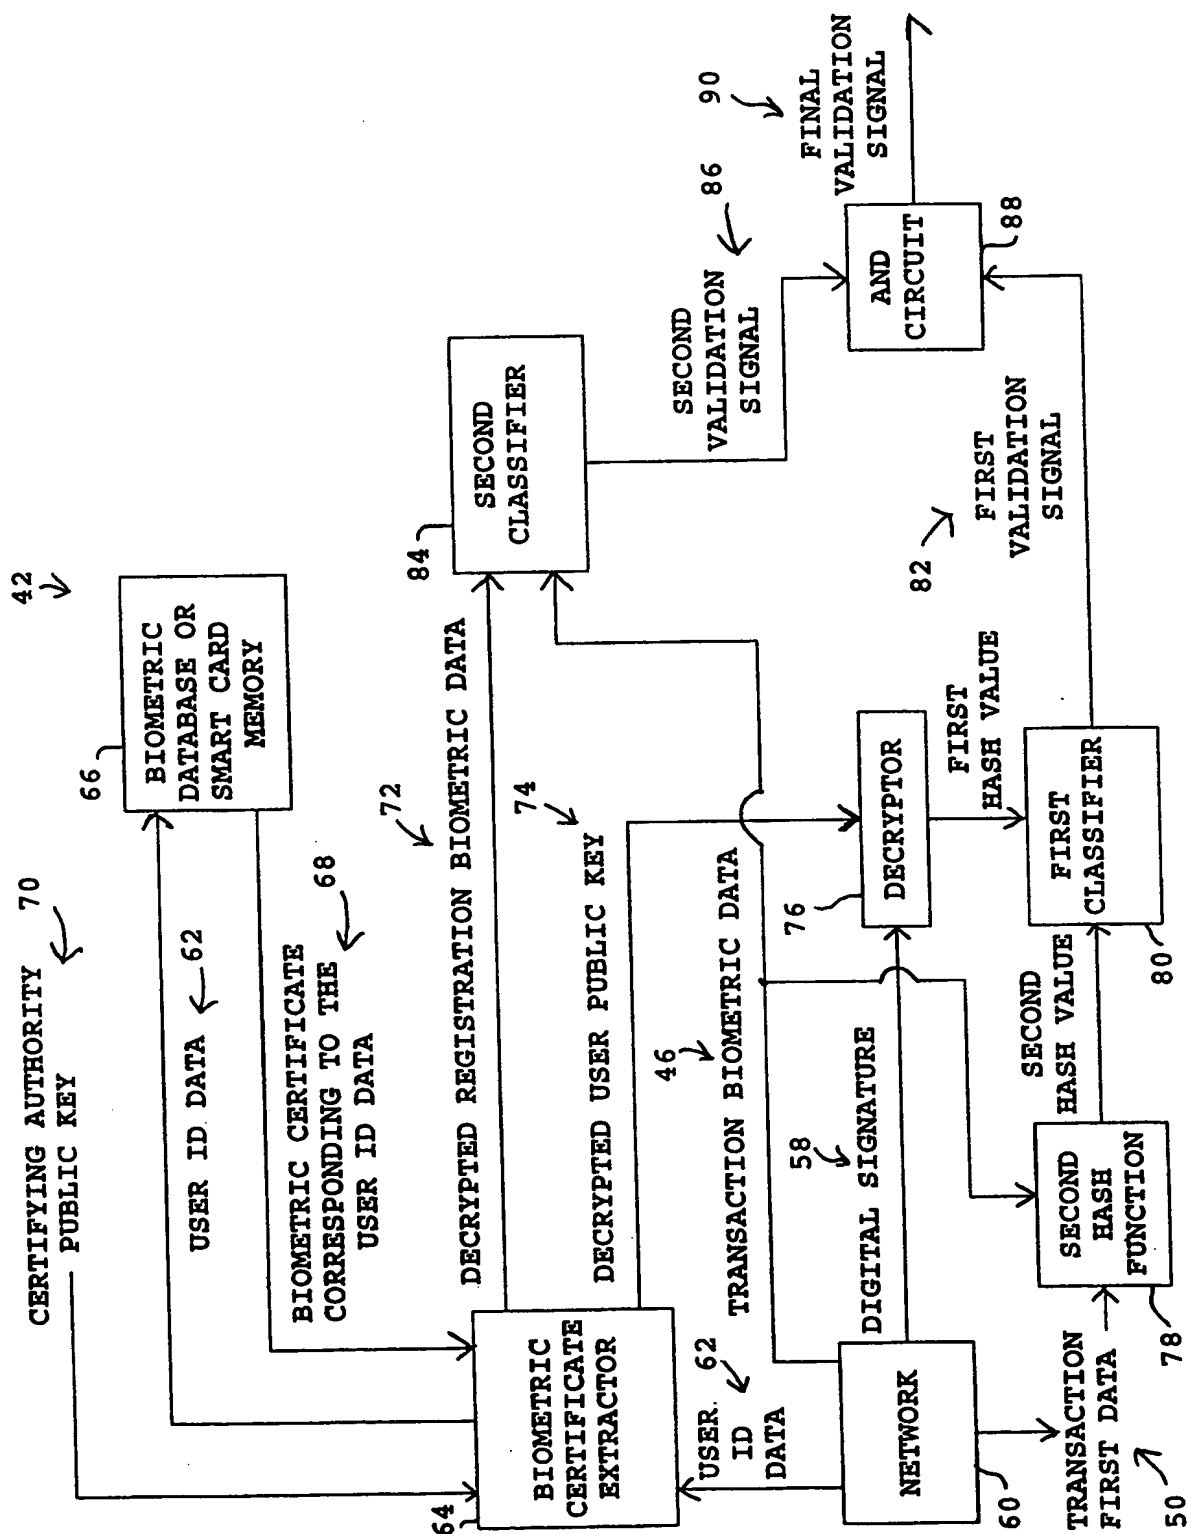 42
CERTIFYING AUTHORITY
PUBLIC KEY
70
66
BIOMETRIC
DATABASE OR
SMART CARD
MEMORY
USER ID DATA
62
BIOMETRIC CERTIFICATE
CORRESPONDING TO THE
USER ID DATA
68
64
BIOMETRIC
CERTIFICATE
EXTRACTOR
DECRYPTED REGISTRATION BIOMETRIC DATA
72
DECRYPTED USER PUBLIC KEY
74
84
SECOND
CLASSIFIER
SECOND
VALIDATION
SIGNAL
86
USER
ID
DATA
62
TRANSACTION BIOMETRIC DATA
46
DIGITAL SIGNATURE
58
NETWORK
60
76
DECRYPTOR
FIRST
HASH VALUE
TRANSACTION
FIRST DATA
50
SECOND
HASH
FUNCTION
78
SECOND
HASH VALUE
FIRST
CLASSIFIER
80
82
FIRST
VALIDATION
SIGNAL
AND
CIRCUIT
88
FINAL
VALIDATION
SIGNAL
90